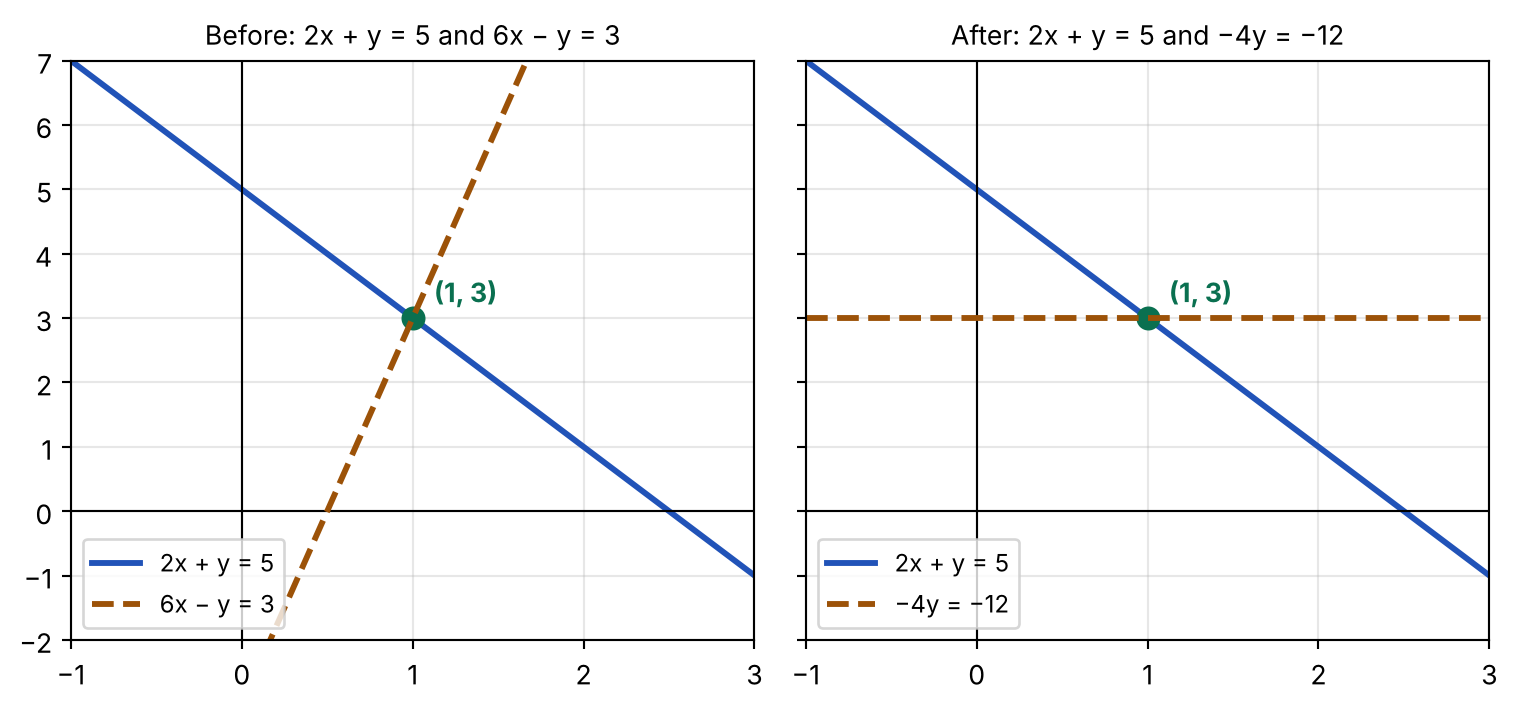 Before: 2x + y = 5 and 6x − y = 3
7
6
5
4
3
2
1
0
−1
−2
(1, 3)
2x + y = 5
6x − y = 3
−1 0 1 2 3
After: 2x + y = 5 and −4y = −12
(1, 3)
2x + y = 5
−4y = −12
−1 0 1 2 3